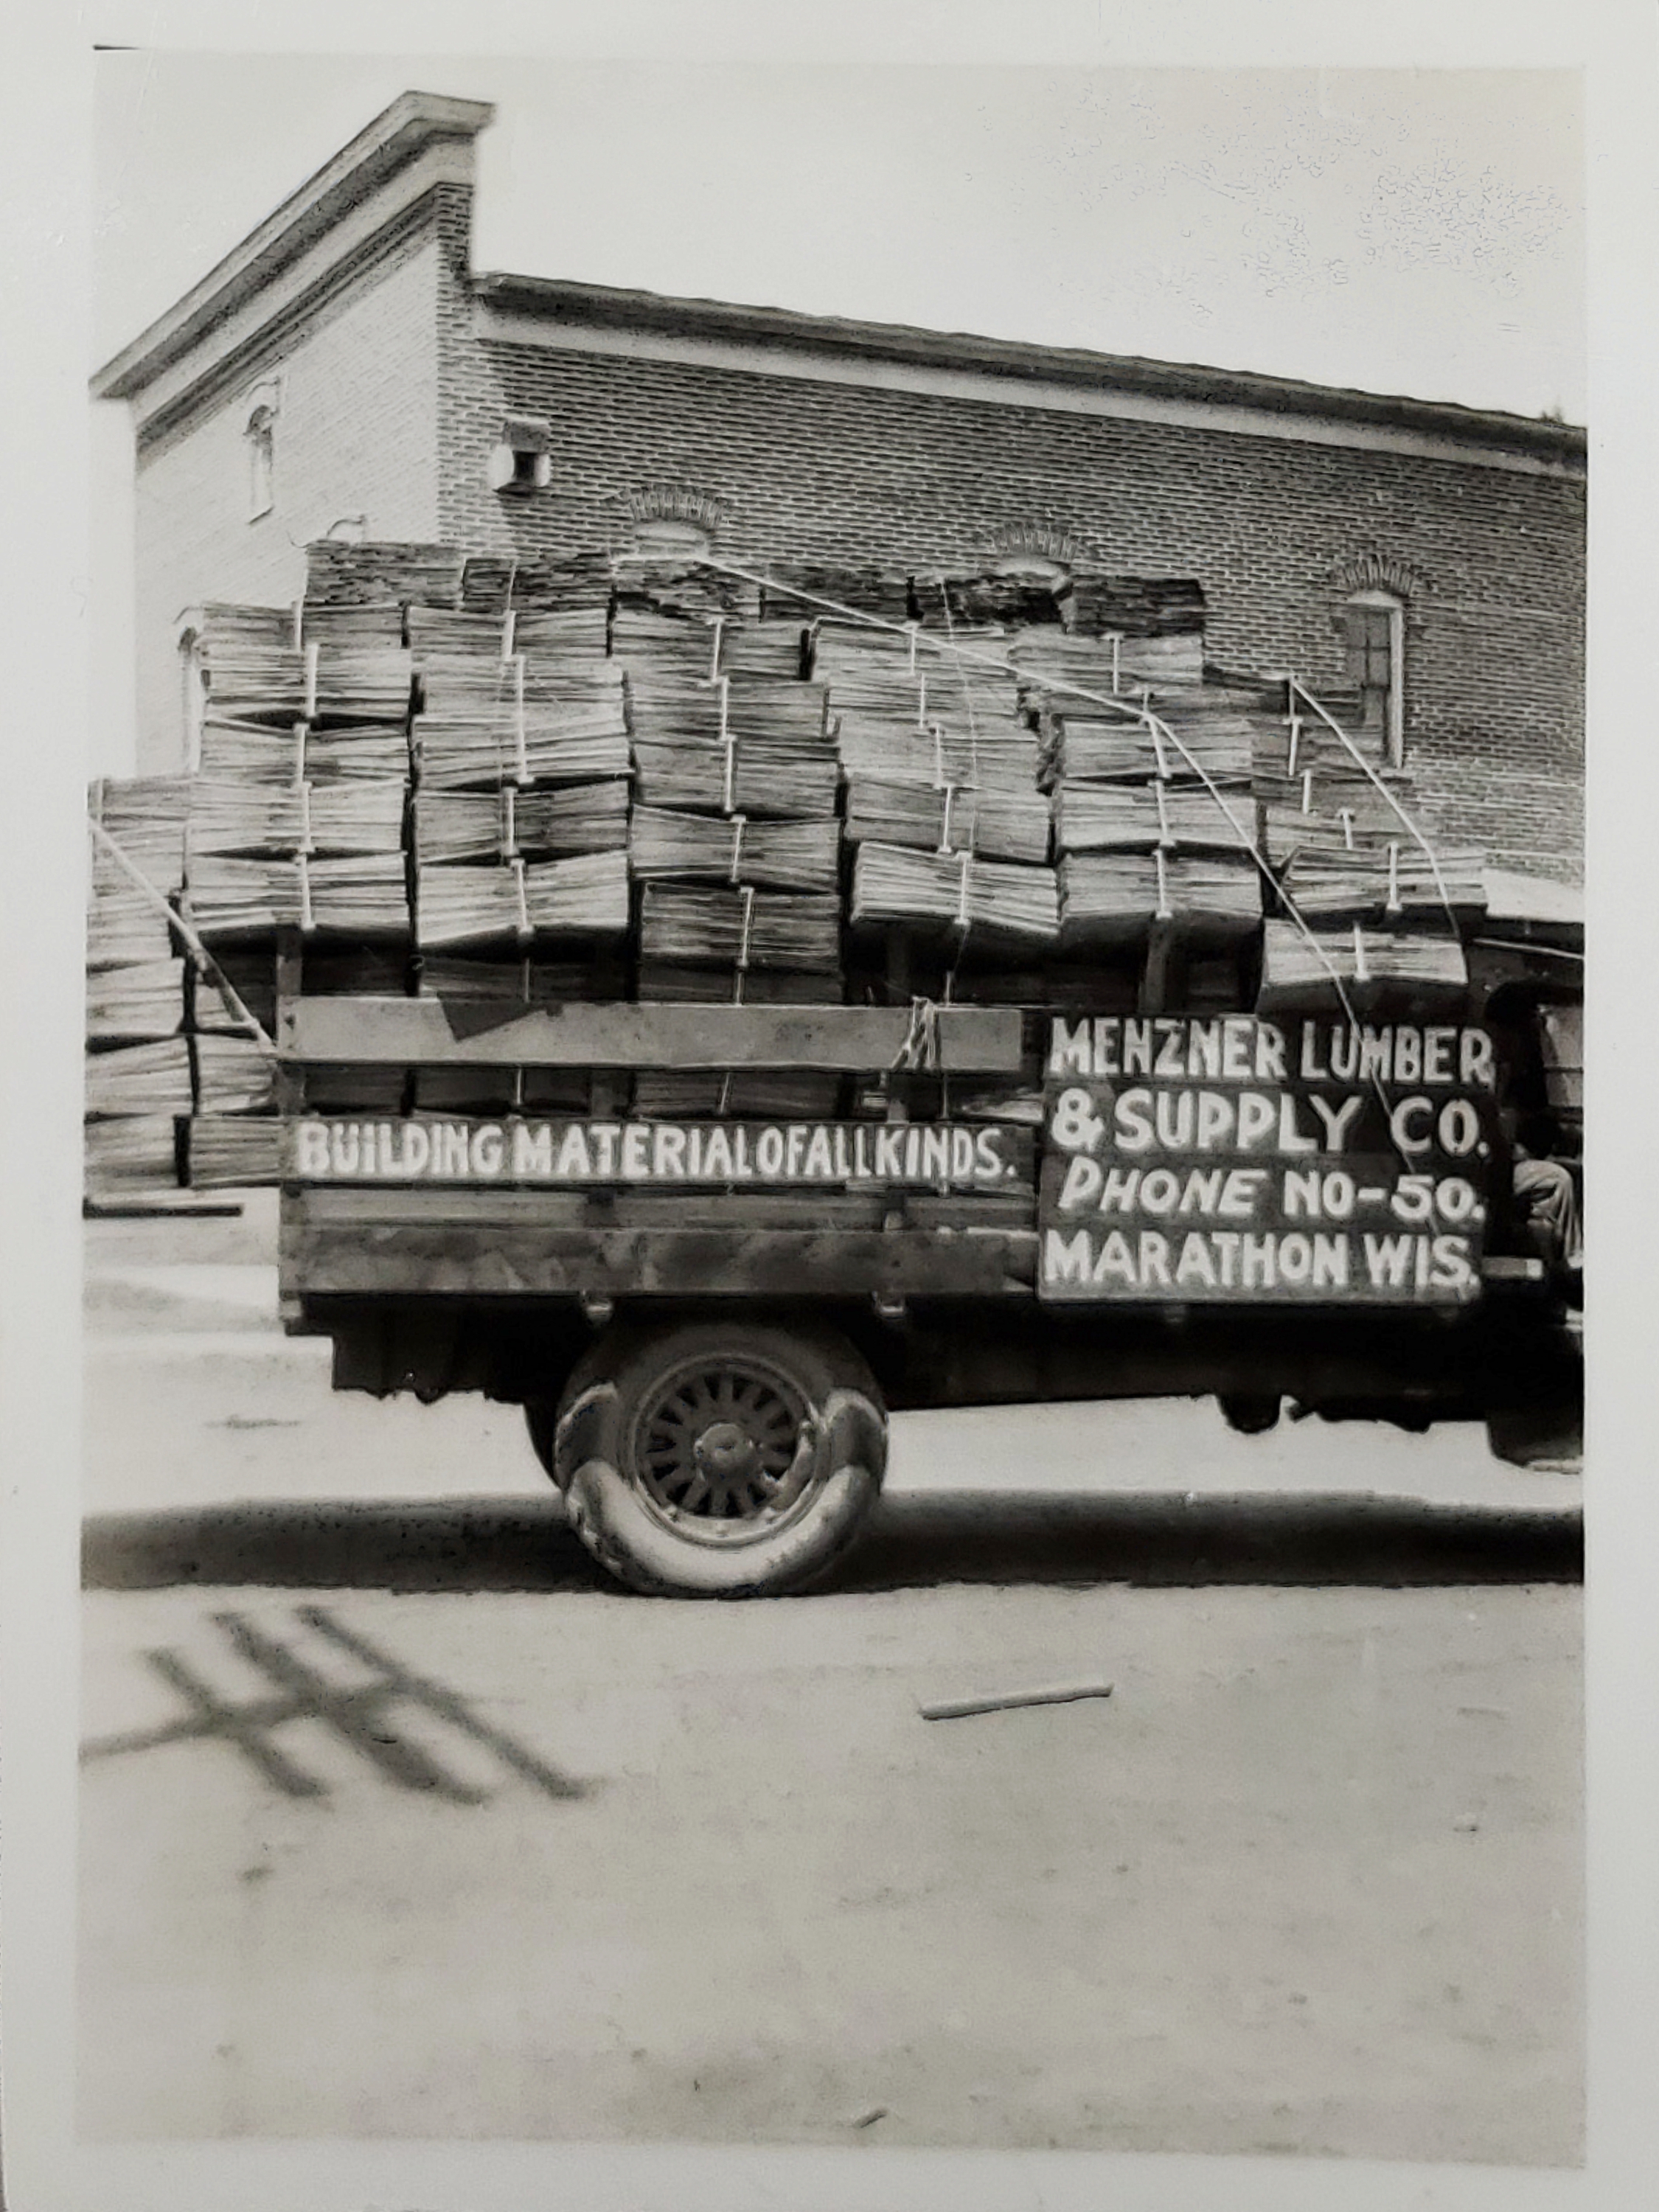 BUILDING MATERIAL OF ALL KINDS.
MENZNER LUMBER
& SUPPLY CO.
PHONE NO-50.
MARATHON WIS.